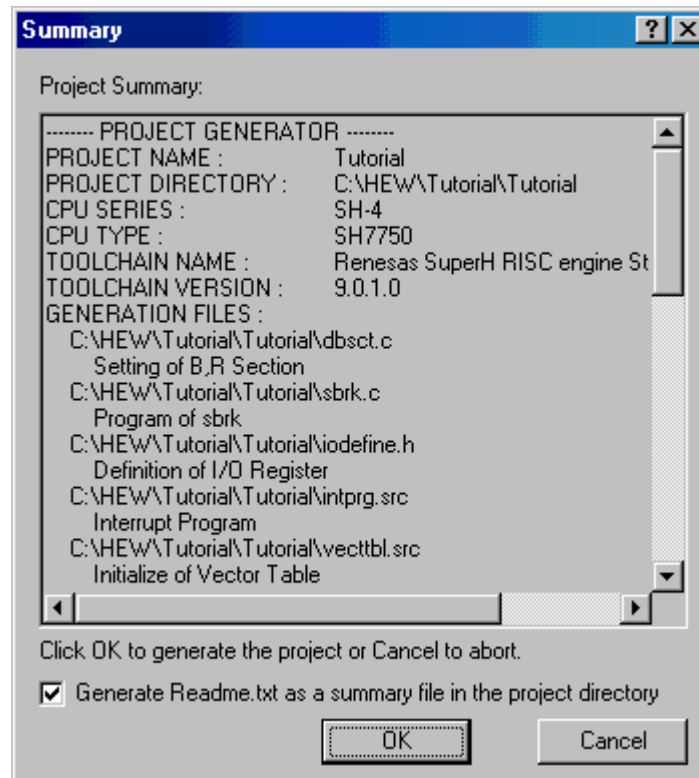 Summary
Project Summary:
-------- PROJECT GENERATOR --------
PROJECT NAME : Tutorial
PROJECT DIRECTORY : C:\HEW\Tutorial\Tutorial
CPU SERIES : SH-4
CPU TYPE : SH7750
TOOLCHAIN NAME : Renesas SuperH RISC engine St
TOOLCHAIN VERSION : 9.0.1.0
GENERATION FILES :
C:\HEW\Tutorial\Tutorial\dbsct.c
Setting of B,R Section
C:\HEW\Tutorial\Tutorial\sbrk.c
Program of sbrk
C:\HEW\Tutorial\Tutorial\iodefine.h
Definition of I/O Register
C:\HEW\Tutorial\Tutorial\intprg.src
Interrupt Program
C:\HEW\Tutorial\Tutorial\vecttbl.src
Initialize of Vector Table
Click OK to generate the project or Cancel to abort.
Generate Readme.txt as a summary file in the project directory
OK Cancel